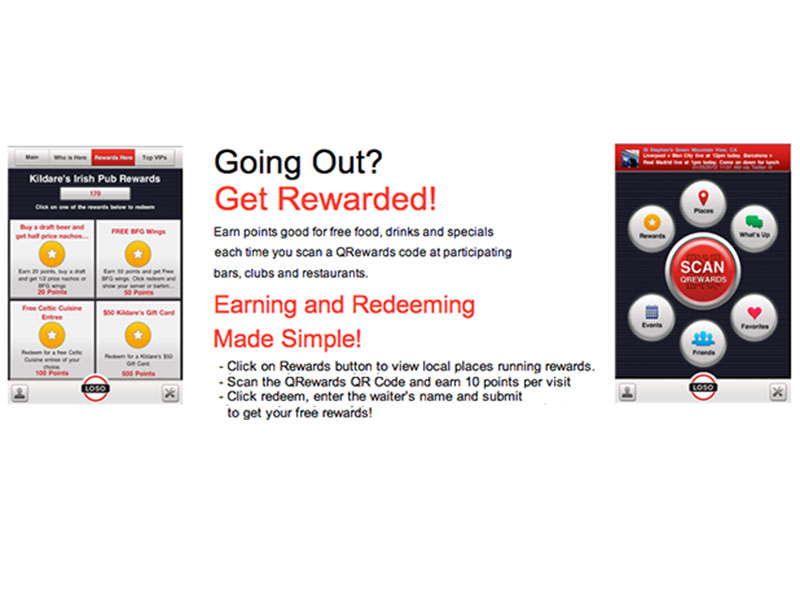 Main
Who is Here
Rewards Here
Top VIPs
Kildare's Irish Pub Rewards
170
Click on one of the rewards below to redeem
Buy a draft beer and
get half price nachos...
Earn 20 points, buy a draft
and get 1/2 price nachos or
BFG wings
20 Points
FREE BFG Wings
Earn 50 points and get Free
BFG wings, Click redeem and
show your server or barten...
50 Points
Free Celtic Cuisine
Entree
Redeem for a free Celtic
Cuisine entree of your
choice
100 Points
$50 Kildare's Gift Card
Redeem for a Kildare's $50
Gift Card
500 Points
LOSO
Going Out?
Get Rewarded!
Earn points good for free food, drinks and specials
each time you scan a QRewards code at participating
bars, clubs and restaurants.
Earning and Redeeming
Made Simple!
- Click on Rewards button to view local places running rewards.
- Scan the QRewards QR Code and earn 10 points per visit
- Click redeem, enter the waiter's name and submit
to get your free rewards!
St Stephen's Green Mountain View, CA
Liverpool v Man City live at 12pm today. Barcelona v
Real Madrid live at 1pm today. Come on down for lunch
Places
Rewards
What's Up
SCAN
QREWARDS
Events
Favorites
Friends
LOSO